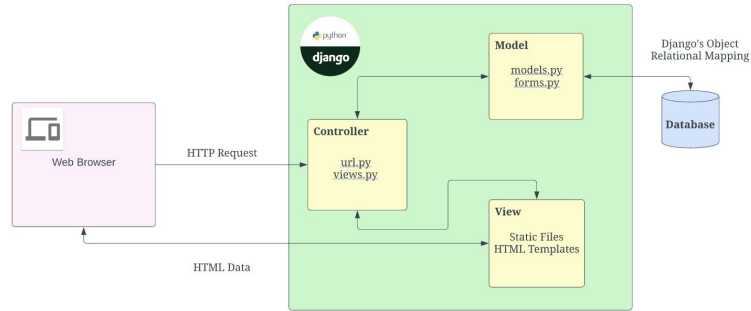 python
django
Model
models.py
forms.py
Django's Object
Relational Mapping
Database
Controller
url.py
views.py
Web Browser
HTTP Request
View
Static Files
HTML Templates
HTML Data